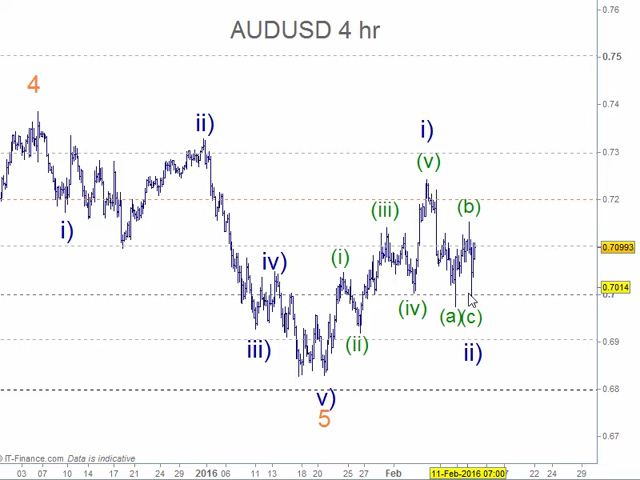 AUDUSD 4 hr
0.76
0.75
0.74
0.73
0.72
0.70993
0.7014
0.7
0.69
0.68
0.67
4
i)
ii)
iii)
iv)
v)
5
(i)
(ii)
(iii)
(iv)
(v)
i)
(a)
(b)
(c)
ii)
© IT-Finance.com Data is indicative
03 07 10 14 17 21 24 29 2016 06 11 13 18 20 25 27 Feb 11-Feb-2016 07:00 22 24 29